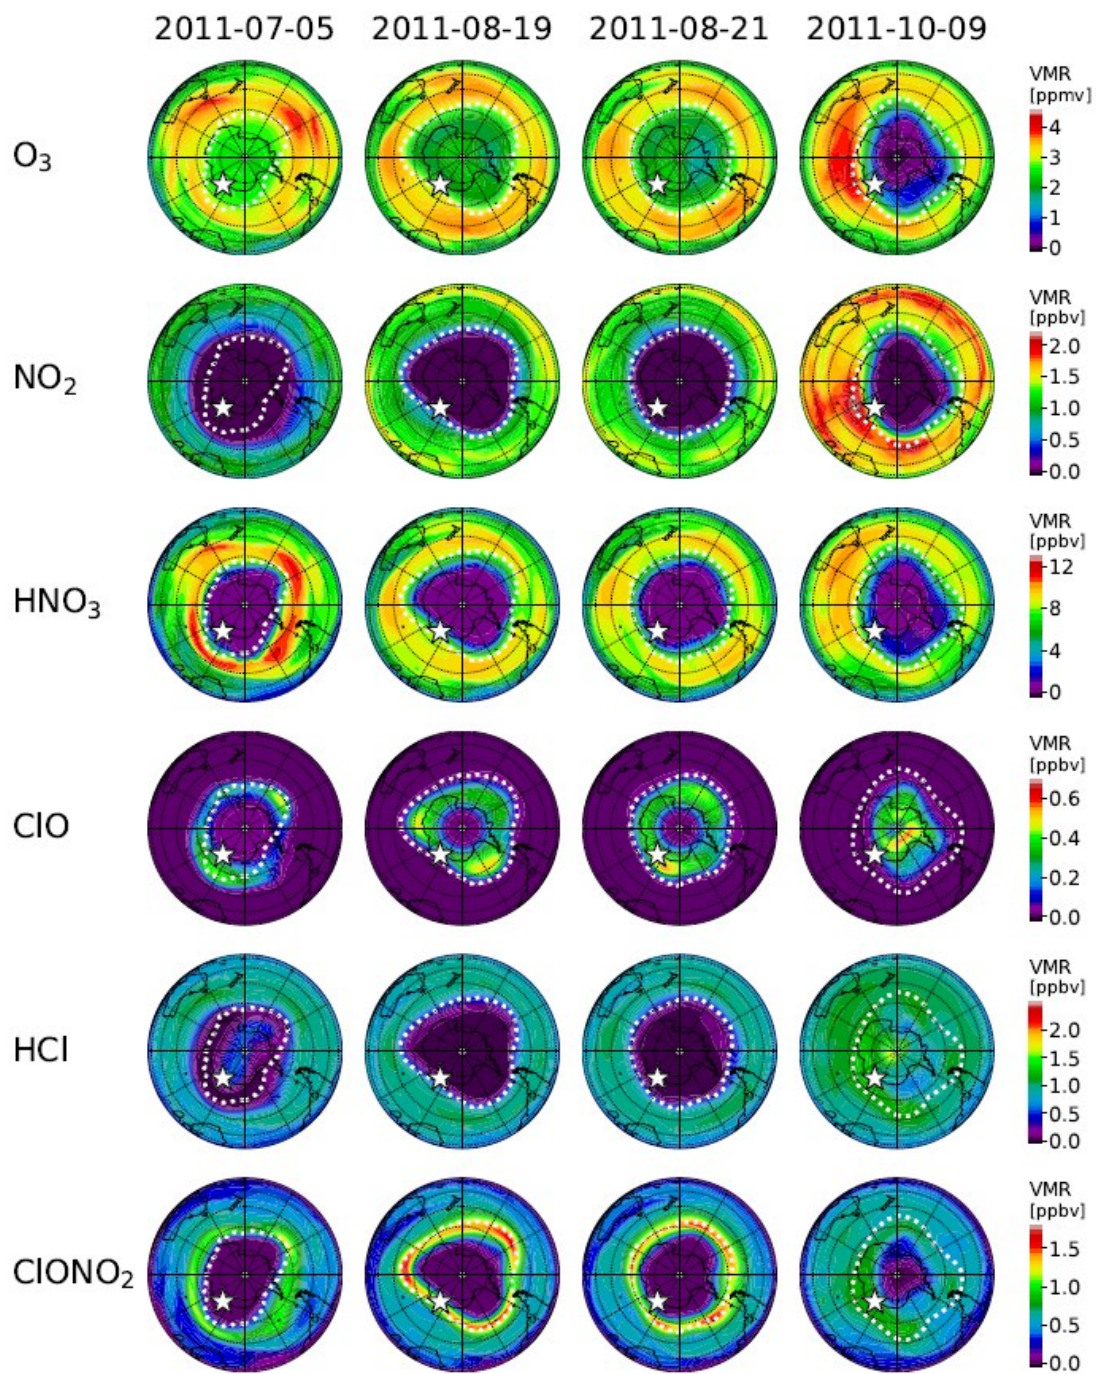 2011-07-05 2011-08-19 2011-08-21 2011-10-09
O3
VMR
[ppmv]
4
3
2
1
0
NO2
VMR
[ppbv]
2.0
1.5
1.0
0.5
0.0
HNO3
VMR
[ppbv]
12
8
4
0
ClO
VMR
[ppbv]
0.6
0.4
0.2
0.0
HCl
VMR
[ppbv]
2.0
1.5
1.0
0.5
0.0
ClONO2
VMR
[ppbv]
1.5
1.0
0.5
0.0